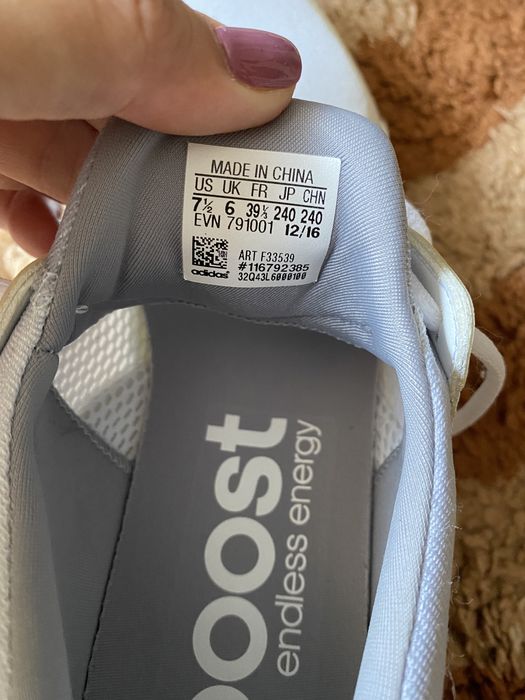 MADE IN CHINA
US UK FR JP CHN
7½ 6 39⅓ 240 240
EVN 791001 12/16
ART F33539
#116792385
adidas
32Q43L6000100
oost
endless energy